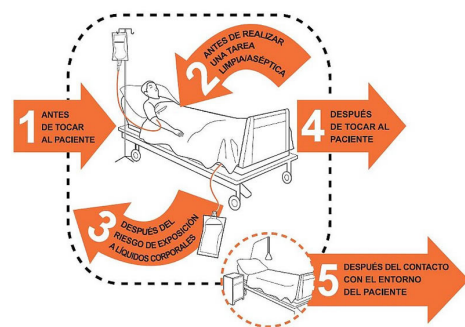 1 ANTES
DE TOCAR
AL PACIENTE
2 ANTES DE REALIZAR
UNA TAREA
LIMPIA/ASÉPTICA
3 DESPUÉS DEL
RIESGO DE EXPOSICIÓN
A LÍQUIDOS CORPORALES
4 DESPUÉS
DE TOCAR AL
PACIENTE
5 DESPUÉS DEL CONTACTO
CON EL ENTORNO
DEL PACIENTE